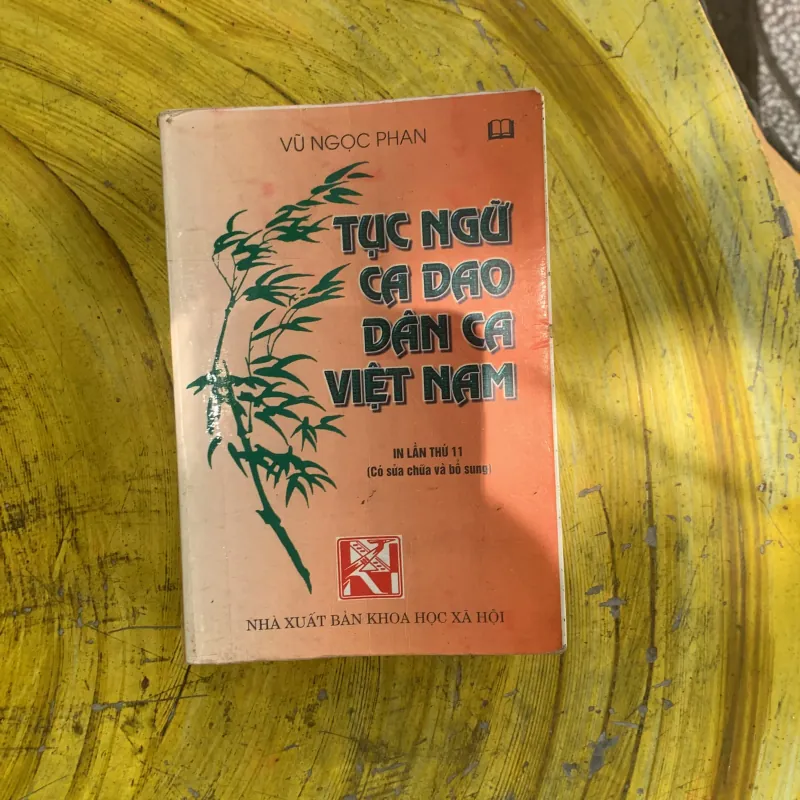 VŨ NGỌC PHAN
TỤC NGỮ
CA DAO
DÂN CA
VIỆT NAM
IN LẦN THỨ 11
(Có sửa chữa và bổ sung)
NHÀ XUẤT BẢN KHOA HỌC XÃ HỘI